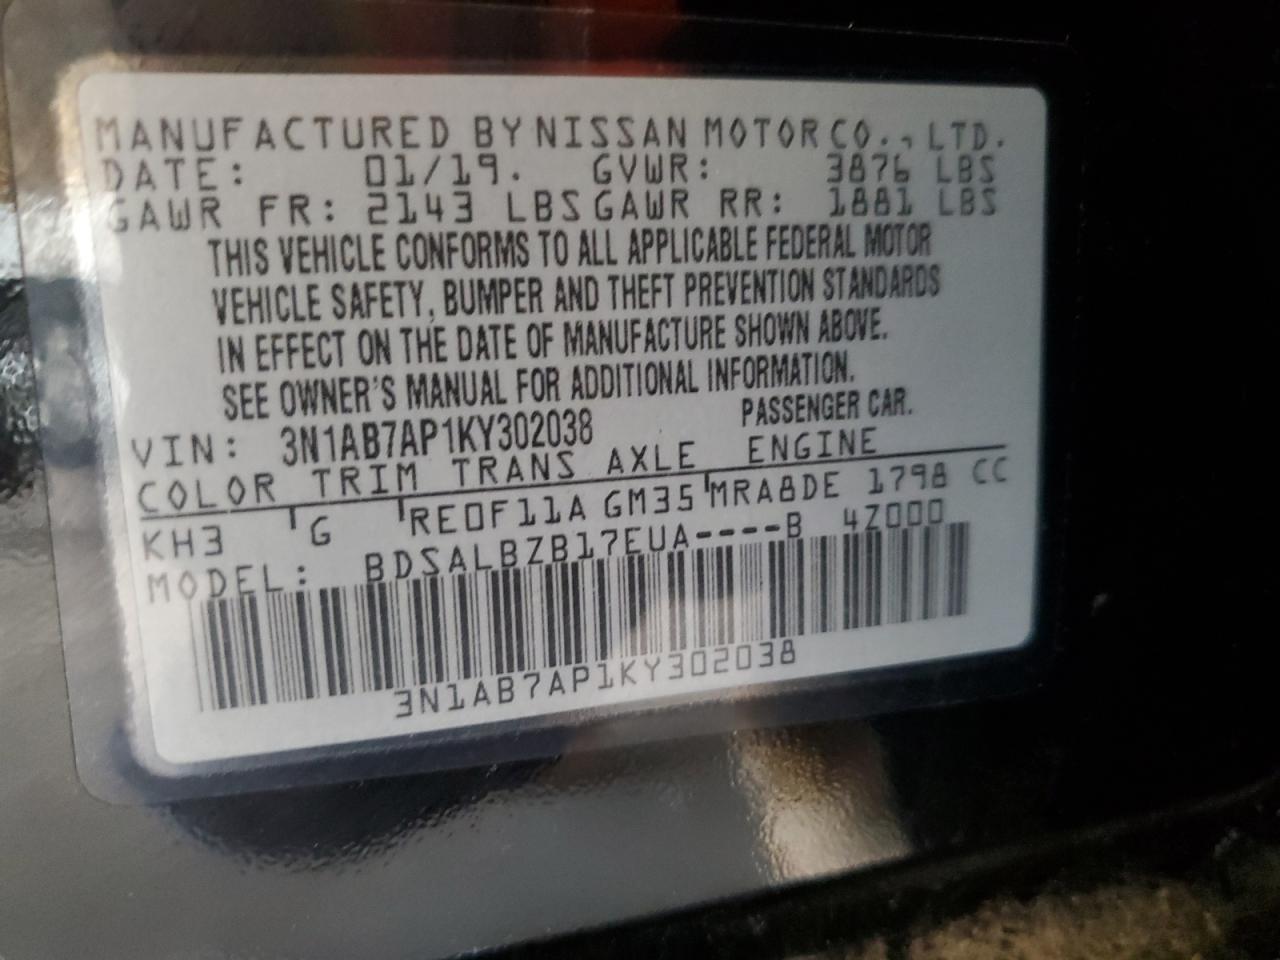 MANUFACTURED BY NISSAN MOTOR CO., LTD.
DATE: 01/19. GVWR: 3876 LBS
GAWR FR: 2143 LBS GAWR RR: 1881 LBS
THIS VEHICLE CONFORMS TO ALL APPLICABLE FEDERAL MOTOR
VEHICLE SAFETY, BUMPER AND THEFT PREVENTION STANDARDS
IN EFFECT ON THE DATE OF MANUFACTURE SHOWN ABOVE.
SEE OWNER'S MANUAL FOR ADDITIONAL INFORMATION.
VIN: 3N1AB7AP1KY302038 PASSENGER CAR.
COLOR TRIM TRANS AXLE ENGINE
KH3 G RE0F11A GM35 MRA8DE 1798 CC
MODEL: BDSALBZB17EUA----B 4Z000
3N1AB7AP1KY302038